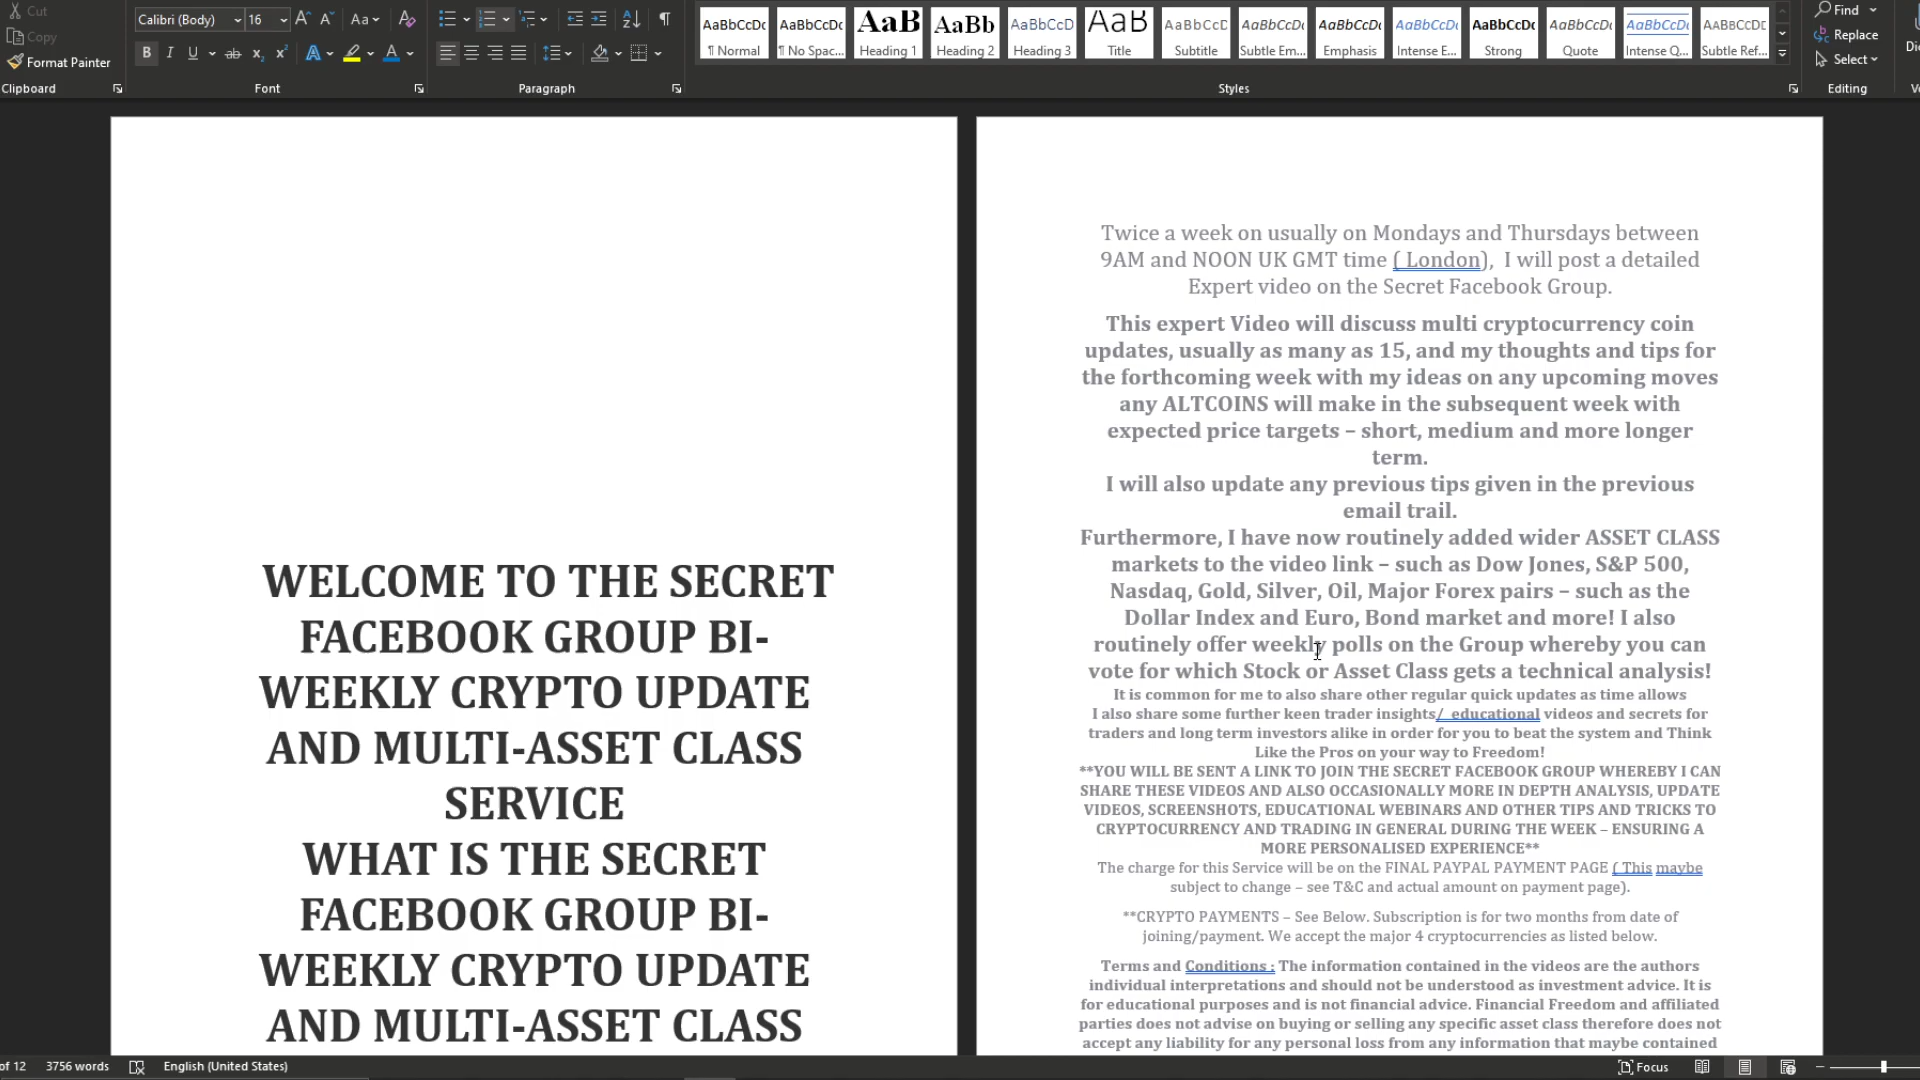 Cut
Copy
Format Painter
Clipboard
Calibri (Body)
16
Aa
B I U ab x₂ x² A A
Font
Paragraph
AaBbCcDc AaBbCcDc AaB AaBb AaBbCcD AaB AaBbCcD AaBbCcDc AaBbCcDc AaBbCcDc AaBbCcDc AaBbCcDc AaBbCcDc AaBbCcDc
¶ Normal ¶ No Spac... Heading 1 Heading 2 Heading 3 Title Subtitle Subtle Em... Emphasis Intense E... Strong Quote Intense Q... Subtle Ref...
Styles
Find
Replace
Select
Editing
WELCOME TO THE SECRET
FACEBOOK GROUP BI-
WEEKLY CRYPTO UPDATE
AND MULTI-ASSET CLASS
SERVICE
WHAT IS THE SECRET
FACEBOOK GROUP BI-
WEEKLY CRYPTO UPDATE
AND MULTI-ASSET CLASS
Twice a week on usually on Mondays and Thursdays between
9AM and NOON UK GMT time ( London),  I will post a detailed
Expert video on the Secret Facebook Group.
This expert Video will discuss multi cryptocurrency coin
updates, usually as many as 15, and my thoughts and tips for
the forthcoming week with my ideas on any upcoming moves
any ALTCOINS will make in the subsequent week with
expected price targets – short, medium and more longer
term.
I will also update any previous tips given in the previous
email trail.
Furthermore, I have now routinely added wider ASSET CLASS
markets to the video link – such as Dow Jones, S&P 500,
Nasdaq, Gold, Silver, Oil, Major Forex pairs – such as the
Dollar Index and Euro, Bond market and more! I also
routinely offer weekly polls on the Group whereby you can
vote for which Stock or Asset Class gets a technical analysis!
It is common for me to also share other regular quick updates as time allows
I also share some further keen trader insights/  educational videos and secrets for
traders and long term investors alike in order for you to beat the system and Think
Like the Pros on your way to Freedom!
**YOU WILL BE SENT A LINK TO JOIN THE SECRET FACEBOOK GROUP WHEREBY I CAN
SHARE THESE VIDEOS AND ALSO OCCASIONALLY MORE IN DEPTH ANALYSIS, UPDATE
VIDEOS, SCREENSHOTS, EDUCATIONAL WEBINARS AND OTHER TIPS AND TRICKS TO
CRYPTOCURRENCY AND TRADING IN GENERAL DURING THE WEEK – ENSURING A
MORE PERSONALISED EXPERIENCE**
The charge for this Service will be on the FINAL PAYPAL PAYMENT PAGE ( This maybe
subject to change – see T&C and actual amount on payment page).
**CRYPTO PAYMENTS – See Below. Subscription is for two months from date of
joining/payment. We accept the major 4 cryptocurrencies as listed below.
Terms and Conditions : The information contained in the videos are the authors
individual interpretations and should not be understood as investment advice. It is
for educational purposes and is not financial advice. Financial Freedom and affiliated
parties does not advise on buying or selling any specific asset class therefore does not
accept any liability for any personal loss from any information that maybe contained
of 12
3756 words
English (United States)
Focus